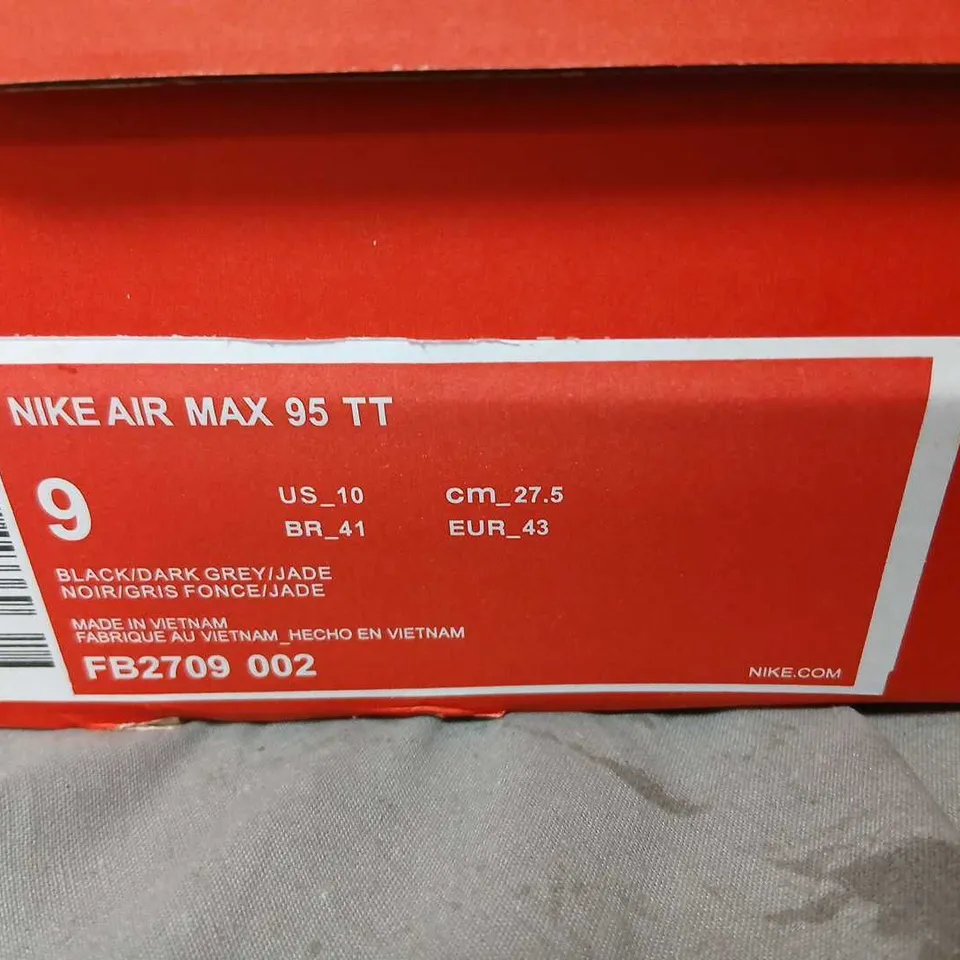 NIKE AIR MAX 95 TT
9
US_10 cm_27.5
BR_41 EUR_43
BLACK/DARK GREY/JADE
NOIR/GRIS FONCE/JADE
MADE IN VIETNAM
FABRIQUE AU VIETNAM_HECHO EN VIETNAM
FB2709 002
NIKE.COM